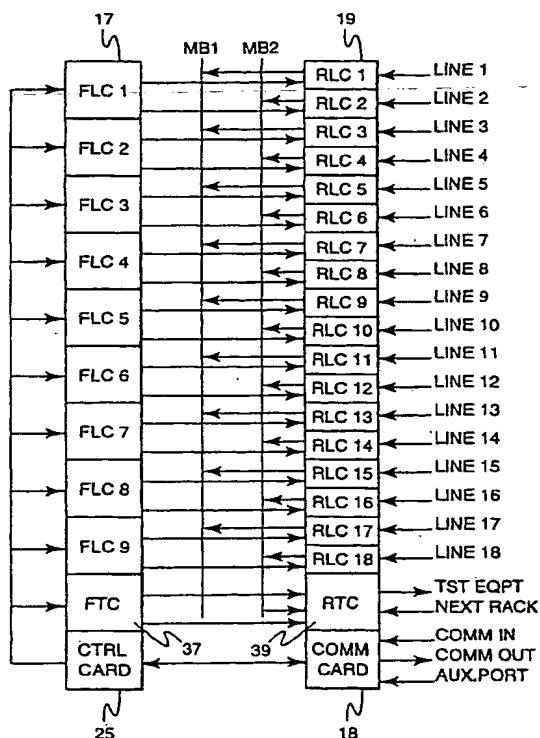 17
MB1 MB2
19
FLC 1
FLC 2
FLC 3
FLC 4
FLC 5
FLC 6
FLC 7
FLC 8
FLC 9
FTC
CTRL
CARD
RLC 1
RLC 2
RLC 3
RLC 4
RLC 5
RLC 6
RLC 7
RLC 8
RLC 9
RLC 10
RLC 11
RLC 12
RLC 13
RLC 14
RLC 15
RLC 16
RLC 17
RLC 18
RTC
COMM
CARD
LINE 1
LINE 2
LINE 3
LINE 4
LINE 5
LINE 6
LINE 7
LINE 8
LINE 9
LINE 10
LINE 11
LINE 12
LINE 13
LINE 14
LINE 15
LINE 16
LINE 17
LINE 18
TST EQPT
NEXT RACK
COMM IN
COMM OUT
AUX.PORT
37
39
25
18